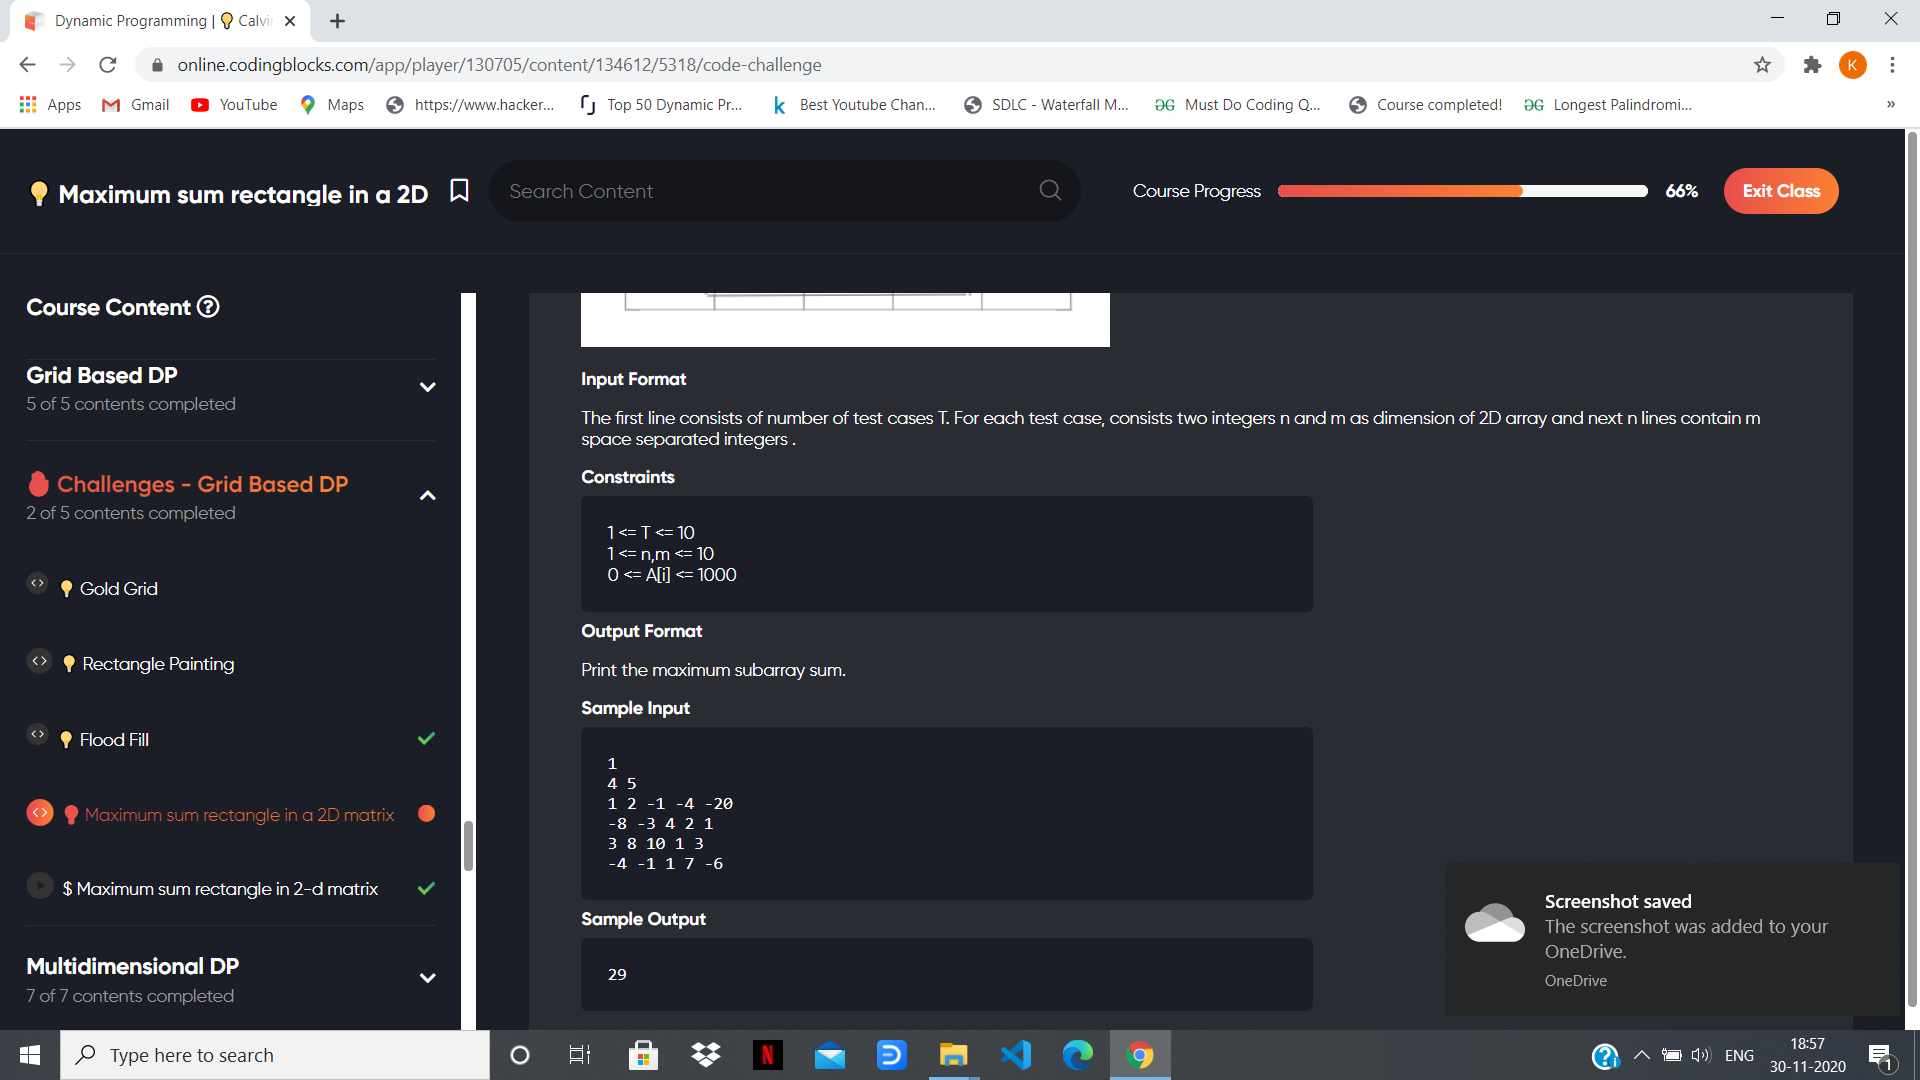 Dynamic Programming | 💡 Calvi
online.codingblocks.com/app/player/130705/content/134612/5318/code-challenge
K
Apps
Gmail
YouTube
Maps
https://www.hacker...
Top 50 Dynamic Pr...
Best Youtube Chan...
SDLC - Waterfall M...
Must Do Coding Q...
Course completed!
Longest Palindromi...
»
💡 Maximum sum rectangle in a 2D
Search Content
Course Progress
66%
Exit Class
Course Content
Grid Based DP
5 of 5 contents completed
Challenges - Grid Based DP
2 of 5 contents completed
💡 Gold Grid
💡 Rectangle Painting
💡 Flood Fill
💡 Maximum sum rectangle in a 2D matrix
$ Maximum sum rectangle in 2-d matrix
Multidimensional DP
7 of 7 contents completed
Input Format
The first line consists of number of test cases T. For each test case, consists two integers n and m as dimension of 2D array and next n lines contain m
space separated integers .
Constraints
1 <= T <= 10
1 <= n,m <= 10
0 <= A[i] <= 1000
Output Format
Print the maximum subarray sum.
Sample Input
1
4 5
1 2 -1 -4 -20
-8 -3 4 2 1
3 8 10 1 3
-4 -1 1 7 -6
Sample Output
29
Screenshot saved
The screenshot was added to your
OneDrive.
OneDrive
Type here to search
ENG
18:57
30-11-2020
1